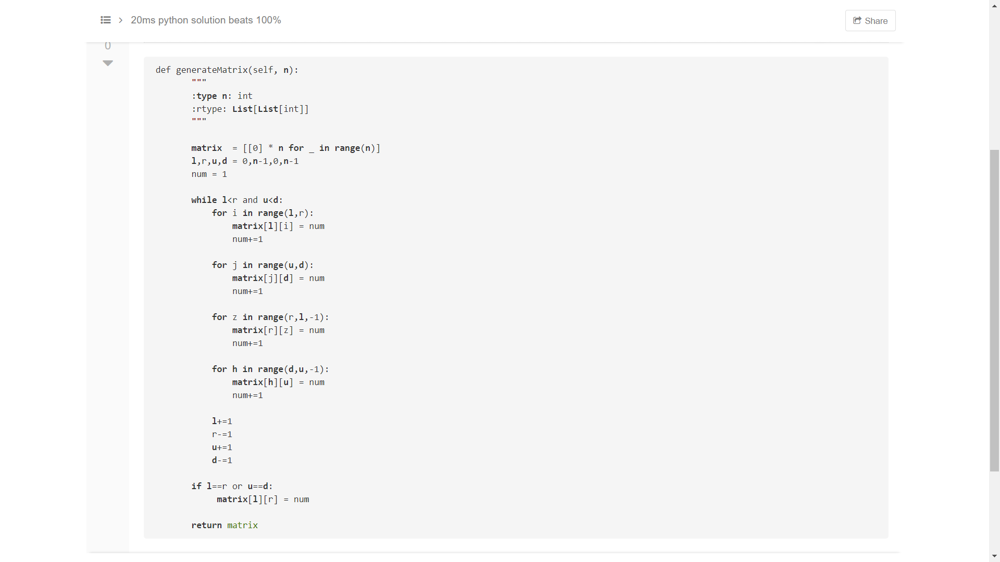 20ms python solution beats 100%
Share
0
def generateMatrix(self, n):
"""
:type n: int
:rtype: List[List[int]]
"""
matrix  = [[0] * n for _ in range(n)]
l,r,u,d = 0,n-1,0,n-1
num = 1
while l<r and u<d:
for i in range(l,r):
matrix[l][i] = num
num+=1
for j in range(u,d):
matrix[j][d] = num
num+=1
for z in range(r,l,-1):
matrix[r][z] = num
num+=1
for h in range(d,u,-1):
matrix[h][u] = num
num+=1
l+=1
r-=1
u+=1
d-=1
if l==r or u==d:
matrix[l][r] = num
return matrix